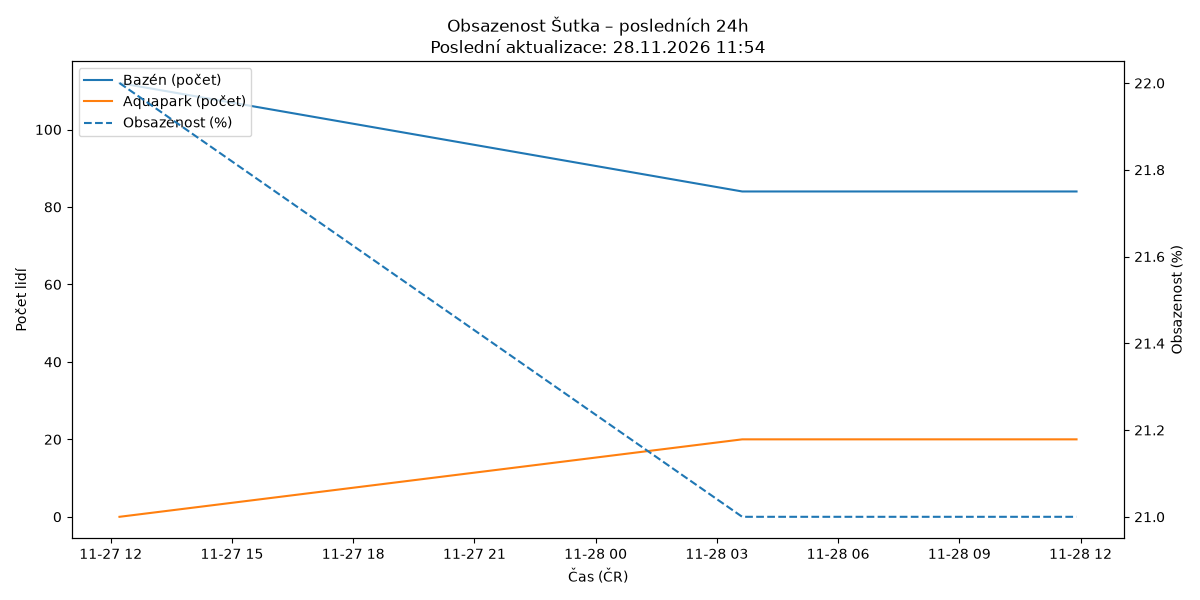 Obsazenost Šutka – posledních 24h
Poslední aktualizace: 28.11.2026 11:54
Bazén (počet)
Aquapark (počet)
Obsazenost (%)
Počet lidí
100
80
60
40
20
0
22.0
21.8
21.6
21.4
21.2
21.0
Obsazenost (%)
11-27 12 11-27 15 11-27 18 11-27 21 11-28 00 11-28 03 11-28 06 11-28 09 11-28 12
Čas (ČR)